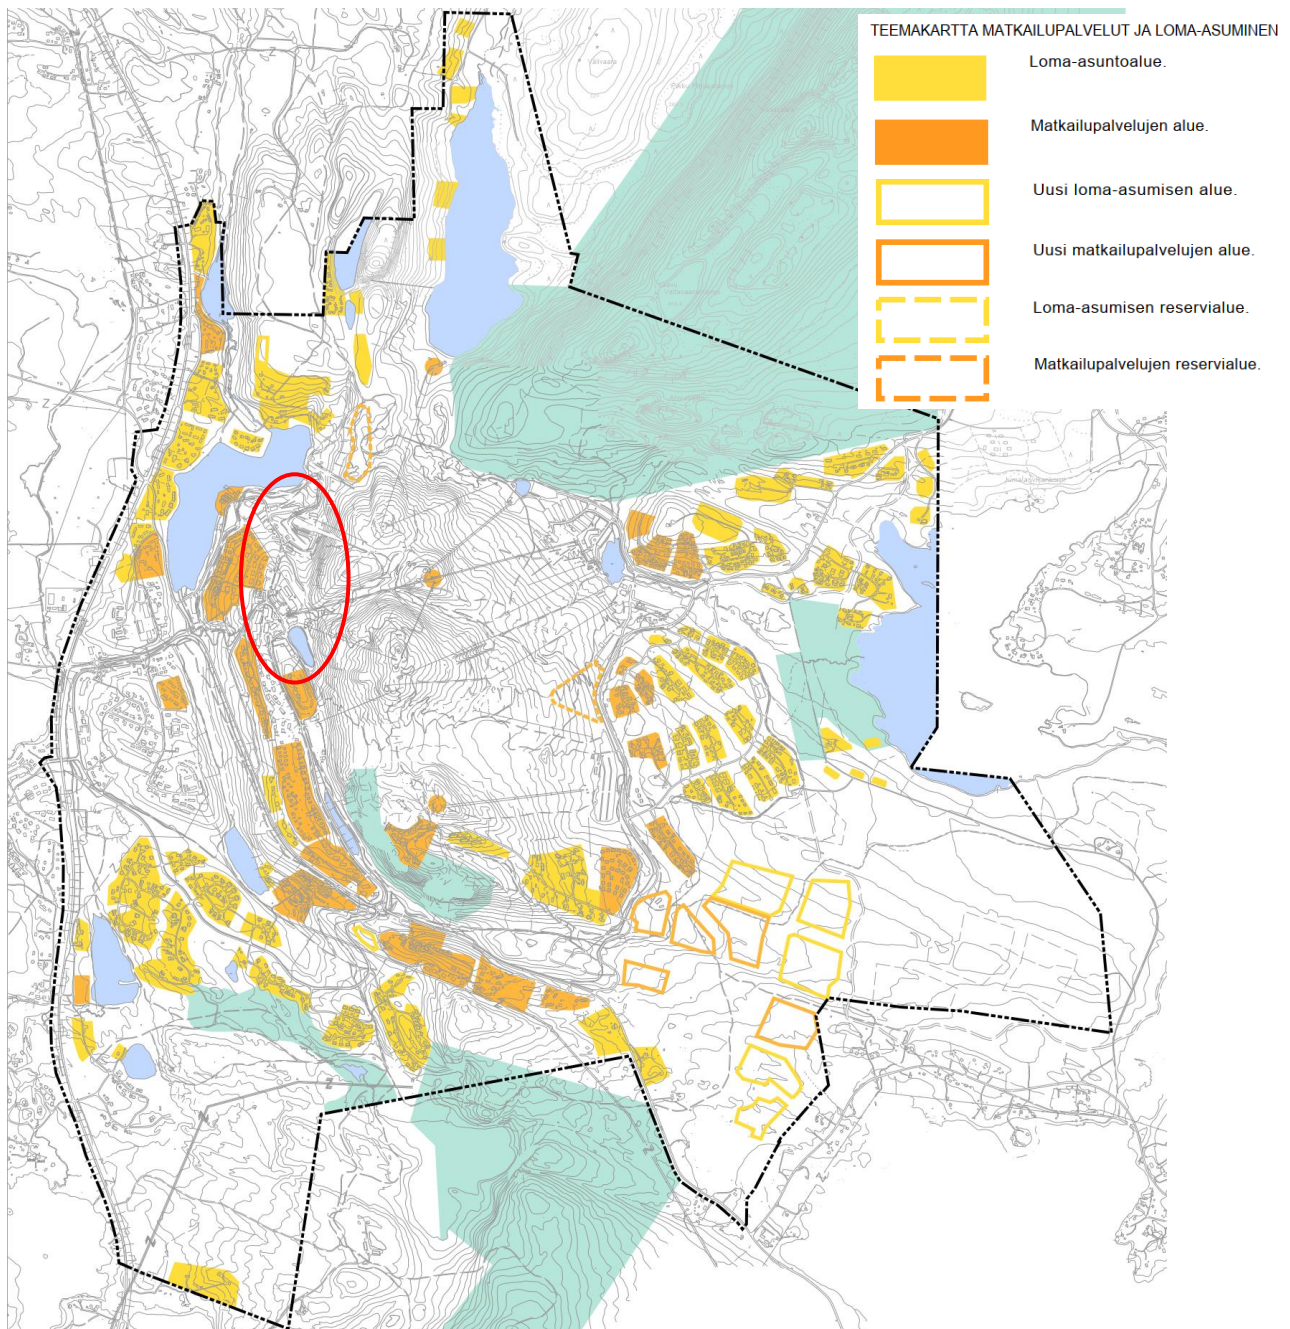 TEEMAKARTTA MATKAILUPALVELUT JA LOMA-ASUMINEN
Loma-asuntoalue.
Matkailupalvelujen alue.
Uusi loma-asumisen alue.
Uusi matkailupalvelujen alue.
Loma-asumisen reservialue.
Matkailupalvelujen reservialue.
Välivaara
z
z
z
z
z
z
N
N